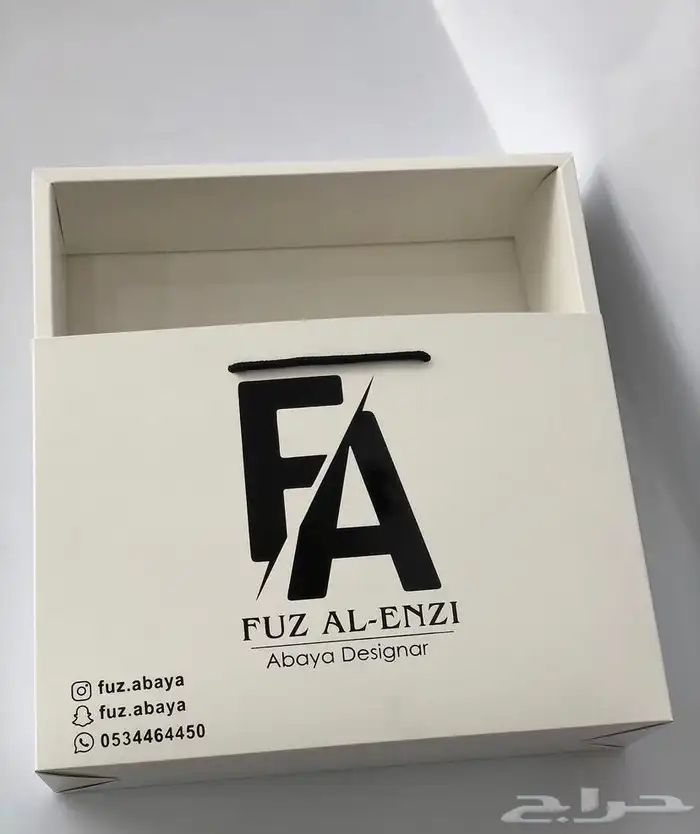 FA
FUZ AL-ENZI
Abaya Designar
fuz.abaya
fuz.abaya
0534464450
حراج